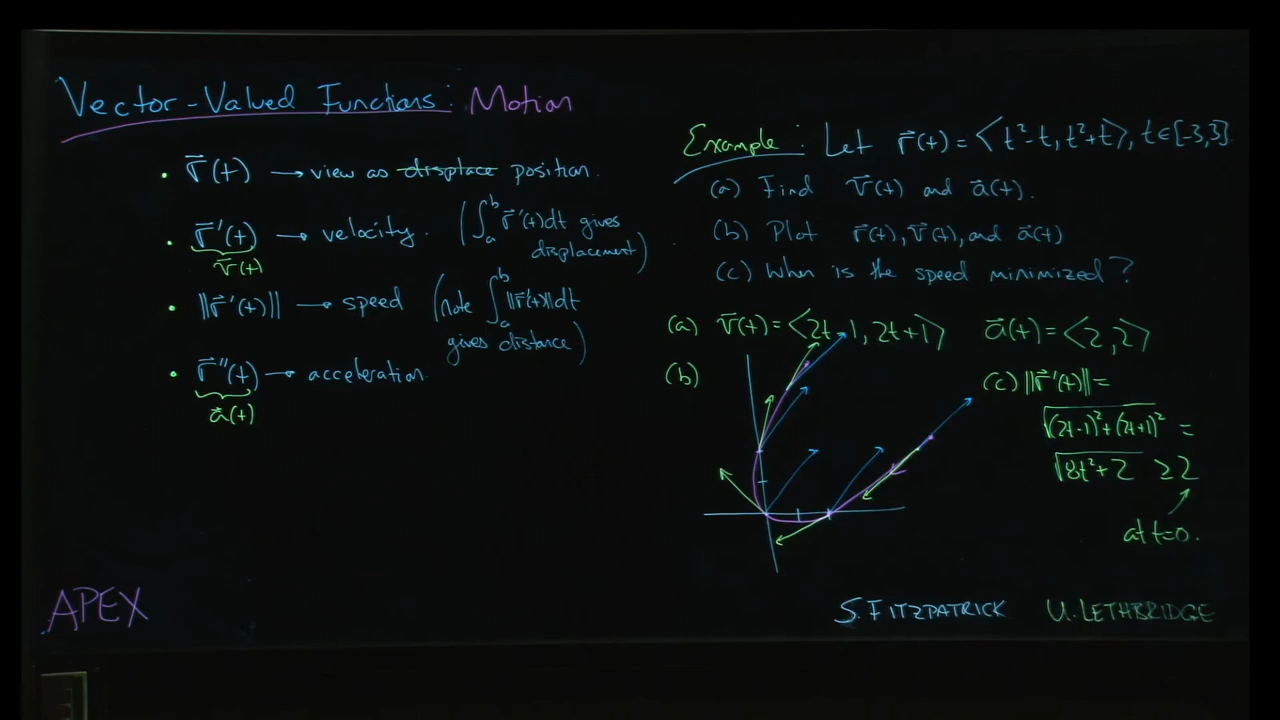 Vector-Valued Functions: Motion
• r⃗(t) → view as displace position.
• r⃗'(t) → velocity. (∫_a^b r⃗'(t)dt gives
displacement)
v⃗(t)
• ||r⃗'(t)|| → speed (note ∫_a^b ||r⃗'(t)||dt
gives distance)
• r⃗''(t) → acceleration.
a⃗(t)
APEX
Example: Let r⃗(t) = ⟨t²-t, t²+t⟩, t∈[-3,3].
(a) Find v⃗(t) and a⃗(t).
(b) Plot r⃗(t), v⃗(t), and a⃗(t)
(c) When is the speed minimized?
(a) v⃗(t) = ⟨2t-1, 2t+1⟩ a⃗(t) = ⟨2,2⟩
(b)
(c) ||r⃗'(t)|| =
√(2t-1)²+(2t+1)² =
√8t²+2 ≥2
at t=0.
S. FITZPATRICK U. LETHBRIDGE